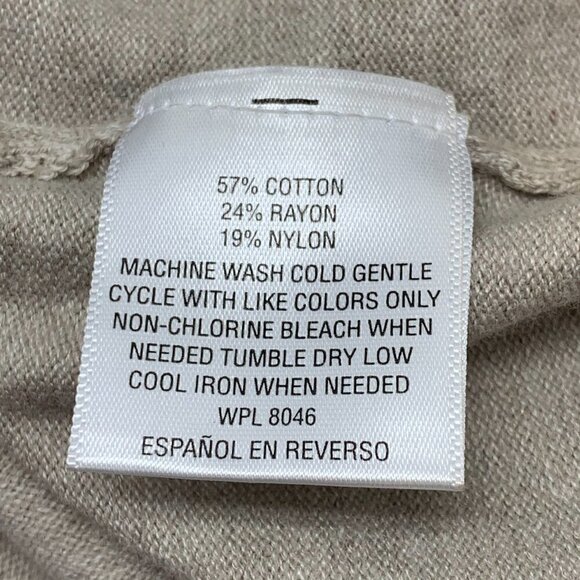 57% COTTON
24% RAYON
19% NYLON
MACHINE WASH COLD GENTLE
CYCLE WITH LIKE COLORS ONLY
NON-CHLORINE BLEACH WHEN
NEEDED TUMBLE DRY LOW
COOL IRON WHEN NEEDED
WPL 8046
ESPAÑOL EN REVERSO